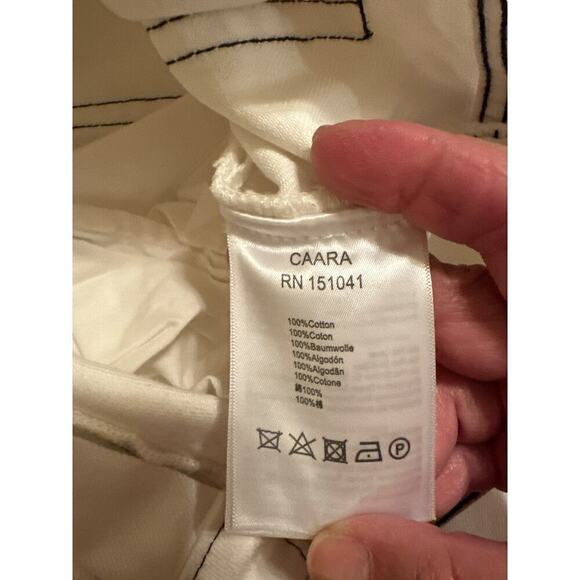 CAARA
RN 151041
100%Cotton
100%Coton
100%Baumwolle
100%Algodón
100%Algodão
100%Cotone
綿100%
100%棉
P